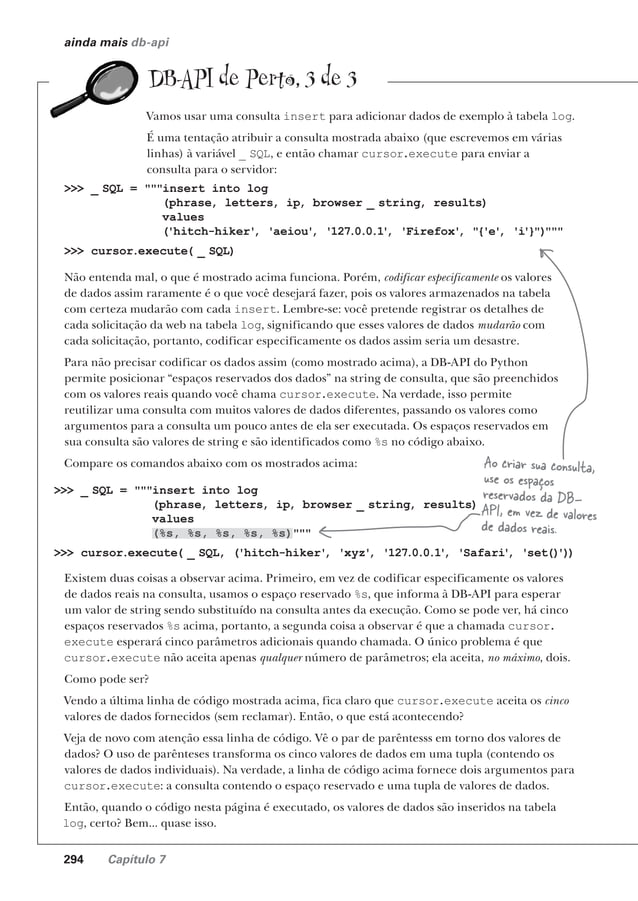 ainda mais db-api
DB-API de Perto, 3 de 3
Vamos usar uma consulta insert para adicionar dados de exemplo à tabela log.
É uma tentação atribuir a consulta mostrada abaixo (que escrevemos em várias
linhas) à variável _ SQL, e então chamar cursor.execute para enviar a
consulta para o servidor:
>>> _ SQL = """insert into log
(phrase, letters, ip, browser _ string, results)
values
('hitch-hiker', 'aeiou', '127.0.0.1', 'Firefox', "{'e', 'i'}")"""
>>> cursor.execute( _ SQL)
Não entenda mal, o que é mostrado acima funciona. Porém, codificar especificamente os valores
de dados assim raramente é o que você desejará fazer, pois os valores armazenados na tabela
com certeza mudarão com cada insert. Lembre-se: você pretende registrar os detalhes de
cada solicitação da web na tabela log, significando que esses valores de dados mudarão com
cada solicitação, portanto, codificar especificamente os dados assim seria um desastre.
Para não precisar codificar os dados assim (como mostrado acima), a DB-API do Python
permite posicionar “espaços reservados dos dados” na string de consulta, que são preenchidos
com os valores reais quando você chama cursor.execute. Na verdade, isso permite
reutilizar uma consulta com muitos valores de dados diferentes, passando os valores como
argumentos para a consulta um pouco antes de ela ser executada. Os espaços reservados em
sua consulta são valores de string e são identificados como %s no código abaixo.
Compare os comandos abaixo com os mostrados acima:
Ao criar sua consulta,
use os espaços
reservados da DB-
API, em vez de valores
de dados reais.
>>> _ SQL = """insert into log
(phrase, letters, ip, browser _ string, results)
values
(%s, %s, %s, %s, %s)"""
>>> cursor.execute( _ SQL, ('hitch-hiker', 'xyz', '127.0.0.1', 'Safari', 'set()'))
Existem duas coisas a observar acima. Primeiro, em vez de codificar especificamente os valores
de dados reais na consulta, usamos o espaço reservado %s, que informa à DB-API para esperar
um valor de string sendo substituído na consulta antes da execução. Como se pode ver, há cinco
espaços reservados %s acima, portanto, a segunda coisa a observar é que a chamada cursor.
execute esperará cinco parâmetros adicionais quando chamada. O único problema é que
cursor.execute não aceita apenas qualquer número de parâmetros; ela aceita, no máximo, dois.
Como pode ser?
Vendo a última linha de código mostrada acima, fica claro que cursor.execute aceita os cinco
valores de dados fornecidos (sem reclamar). Então, o que está acontecendo?
Veja de novo com atenção essa linha de código. Vê o par de parêntesss em torno dos valores de
dados? O uso de parênteses transforma os cinco valores de dados em uma tupla (contendo os
valores de dados individuais). Na verdade, a linha de código acima fornece dois argumentos para
cursor.execute: a consulta contendo o espaço reservado e uma tupla de valores de dados.
Então, quando o código nesta página é executado, os valores de dados são inseridos na tabela
log, certo? Bem... quase isso.
294 Capítulo 7